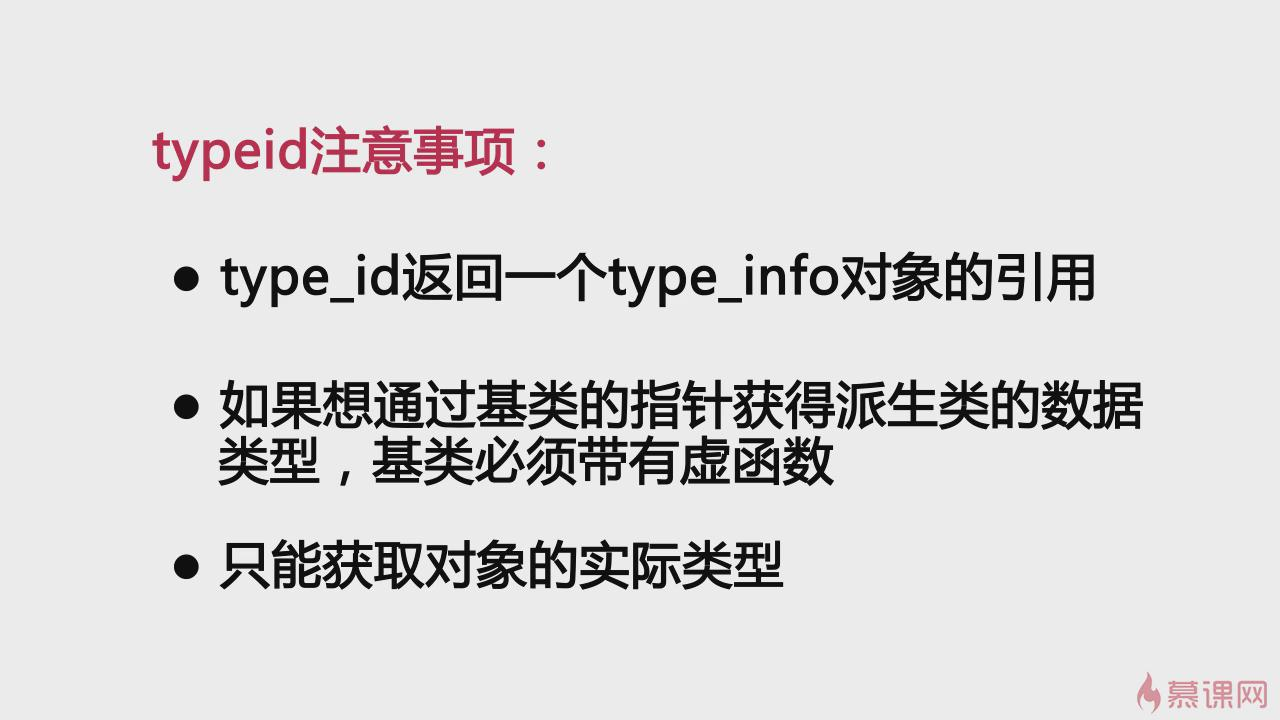 typeid注意事项：
● type_id返回一个type_info对象的引用
● 如果想通过基类的指针获得派生类的数据
类型，基类必须带有虚函数
● 只能获取对象的实际类型
慕课网